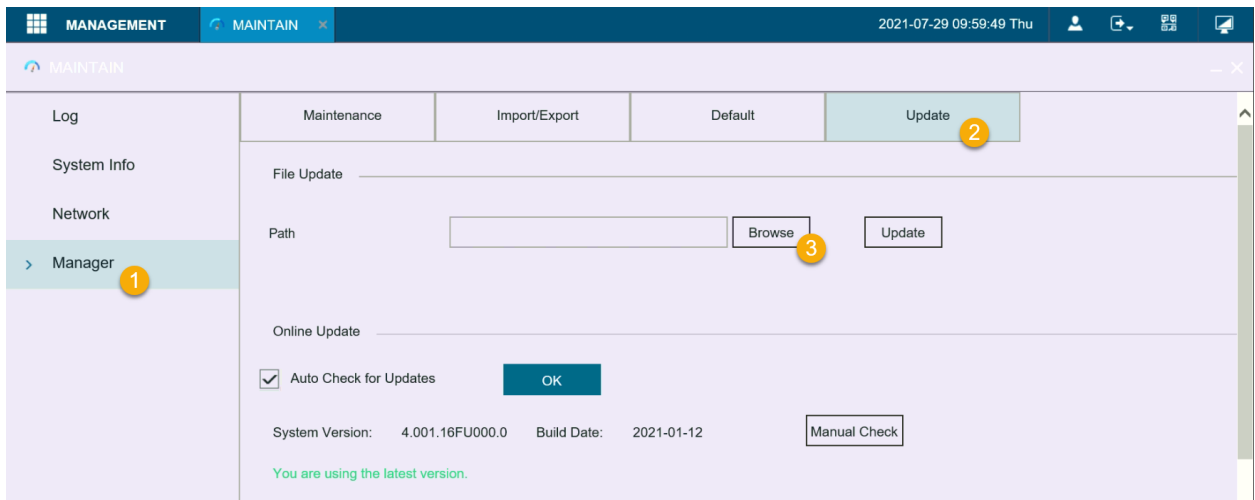 MANAGEMENT MAINTAIN × 2021-07-29 09:59:49 Thu
MAINTAIN
Log
System Info
Network
Manager 1
Maintenance Import/Export Default Update 2
File Update
Path Browse 3 Update
Online Update
Auto Check for Updates OK
System Version: 4.001.16FU000.0 Build Date: 2021-01-12 Manual Check
You are using the latest version.